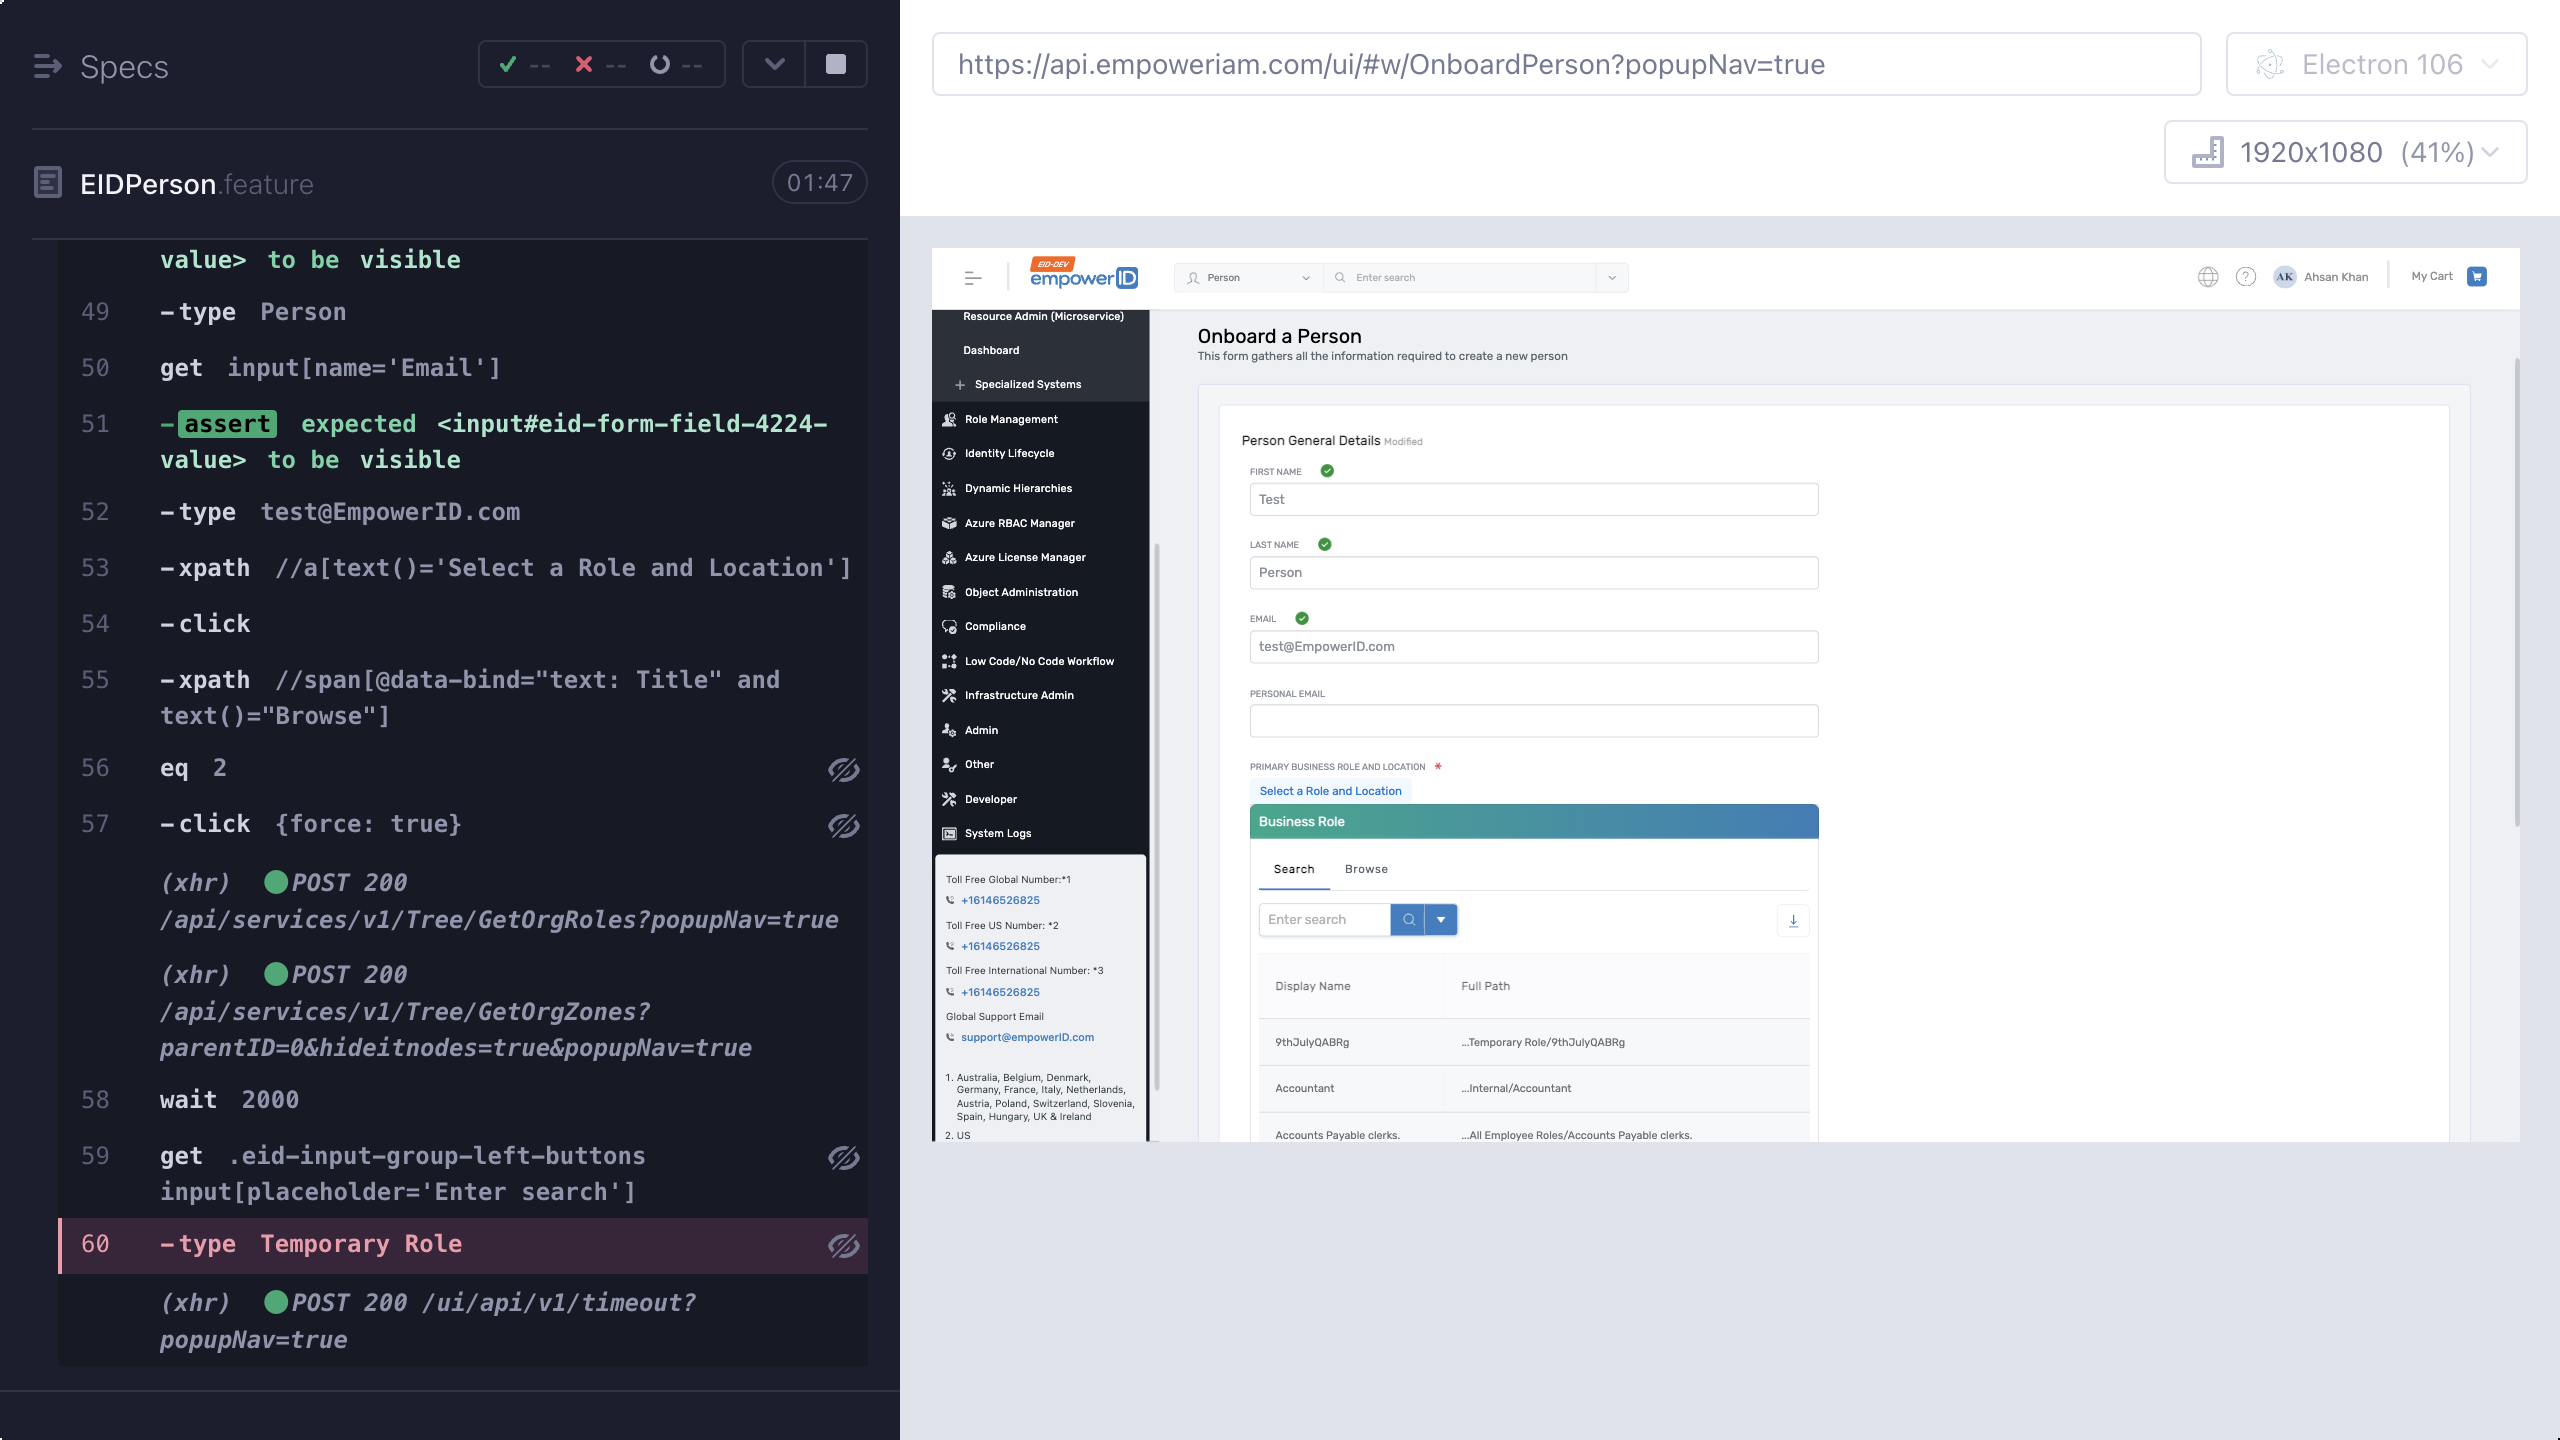 Specs
-- -- --
EIDPerson.feature
01:47
value> to be visible
49 -type Person
50 get input[name='Email']
51 -assert expected <input#eid-form-field-4224-
value> to be visible
52 -type test@EmpowerID.com
53 -xpath //a[text()='Select a Role and Location']
54 -click
55 -xpath //span[@data-bind="text: Title" and
text()="Browse"]
56 eq 2
57 -click {force: true}
(xhr) POST 200
/api/services/v1/Tree/GetOrgRoles?popupNav=true
(xhr) POST 200
/api/services/v1/Tree/GetOrgZones?
parentID=0&hideitnodes=true&popupNav=true
58 wait 2000
59 get .eid-input-group-left-buttons
input[placeholder='Enter search']
60 -type Temporary Role
(xhr) POST 200 /ui/api/v1/timeout?
popupNav=true
https://api.empoweriam.com/ui/#w/OnboardPerson?popupNav=true
Electron 106
1920x1080 (41%)
EID-DEV
empowerID
Person
Enter search
AK Ahsan Khan
My Cart
Resource Admin (Microservice)
Dashboard
Specialized Systems
Role Management
Identity Lifecycle
Dynamic Hierarchies
Azure RBAC Manager
Azure License Manager
Object Administration
Compliance
Low Code/No Code Workflow
Infrastructure Admin
Admin
Other
Developer
System Logs
Toll Free Global Number:*1
+16146526825
Toll Free US Number: *2
+16146526825
Toll Free International Number: *3
+16146526825
Global Support Email
support@empowerID.com
1. Australia, Belgium, Denmark,
Germany, France, Italy, Netherlands,
Austria, Poland, Switzerland, Slovenia,
Spain, Hungary, UK & Ireland
2. US
Onboard a Person
This form gathers all the information required to create a new person
Person General Details Modified
FIRST NAME
Test
LAST NAME
Person
EMAIL
test@EmpowerID.com
PERSONAL EMAIL
PRIMARY BUSINESS ROLE AND LOCATION *
Select a Role and Location
Business Role
Search Browse
Enter search
Display Name Full Path
9thJulyQABRg ...Temporary Role/9thJulyQABRg
Accountant ...Internal/Accountant
Accounts Payable clerks. ...All Employee Roles/Accounts Payable clerks.